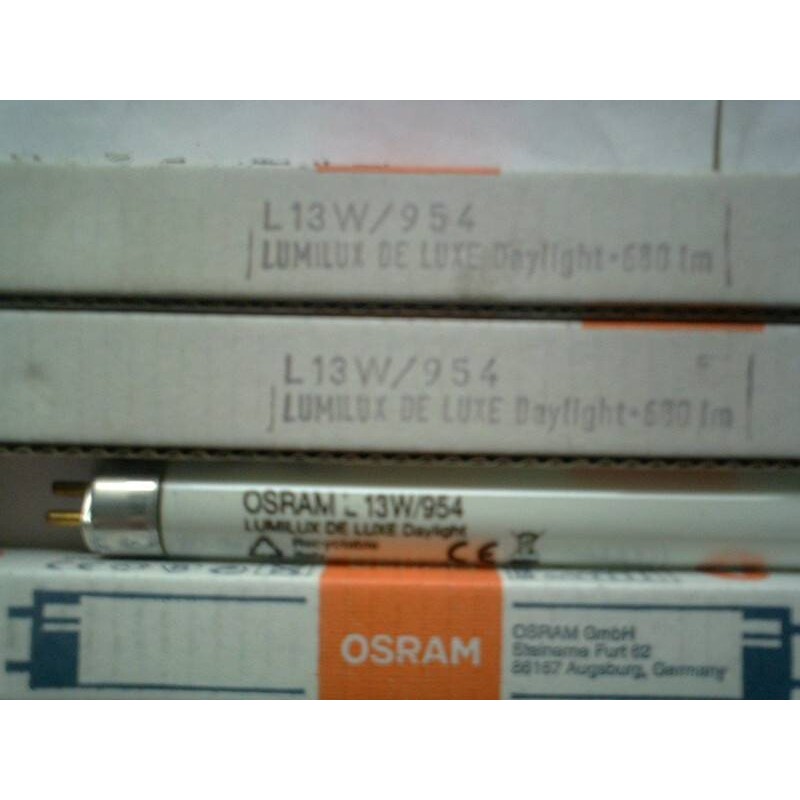 L13W/954
LUMILUX DE LUXE Daylight•680 lm
L13W/954
LUMILUX DE LUXE Daylight•680 lm
OSRAM L 13W/954
LUMILUX DE LUXE Daylight
Recyclable
CE
OSRAM
OSRAM GmbH
Steinerne Furt 62
86167 Augsburg, Germany